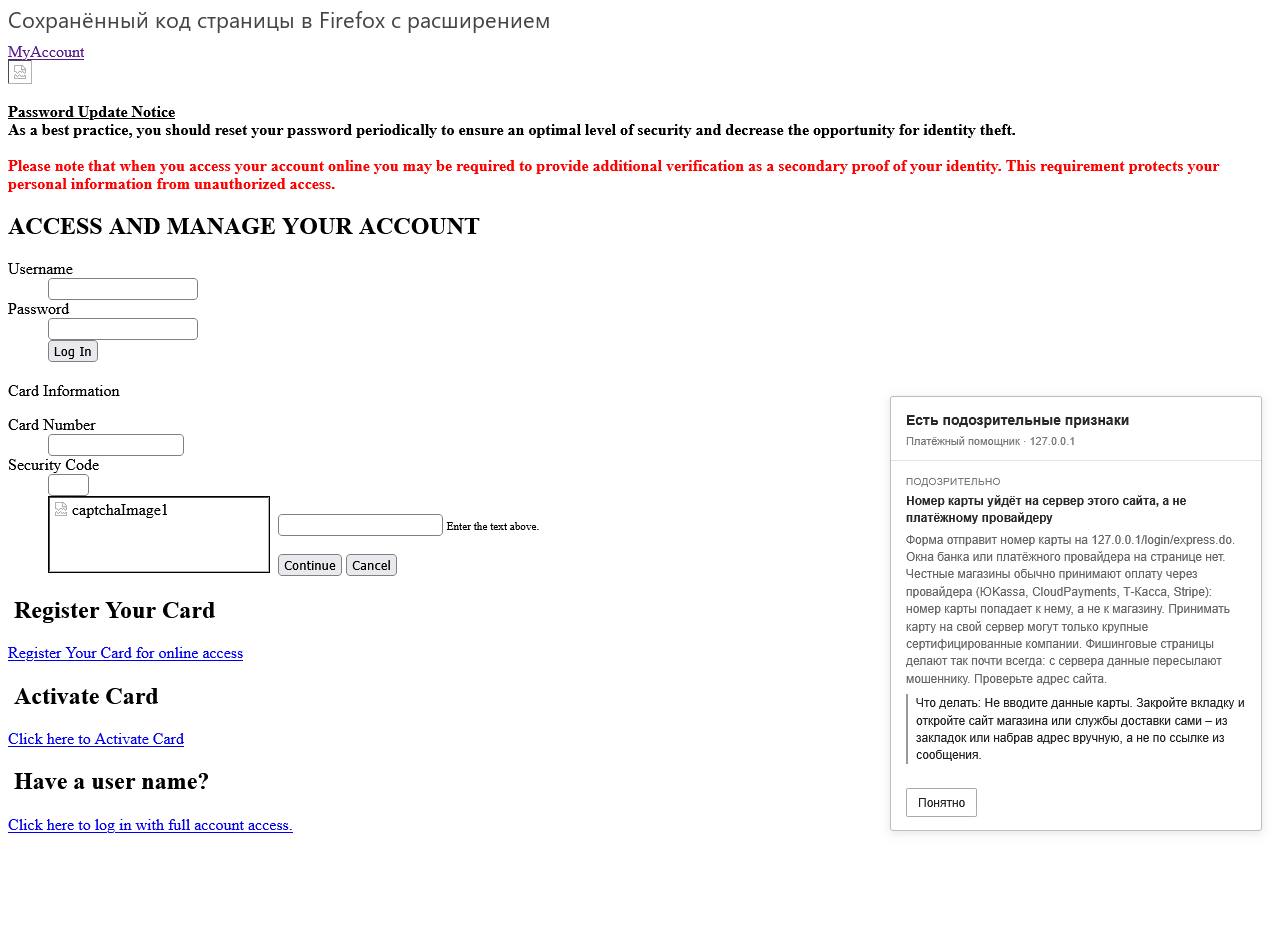 Сохранённый код страницы в Firefox с расширением
MyAccount
Password Update Notice
As a best practice, you should reset your password periodically to ensure an optimal level of security and decrease the opportunity for identity theft.
Please note that when you access your account online you may be required to provide additional verification as a secondary proof of your identity. This requirement protects your
personal information from unauthorized access.
ACCESS AND MANAGE YOUR ACCOUNT
Username
Password
Log In
Card Information
Card Number
Security Code
captchaImage1
Enter the text above.
Continue Cancel
Register Your Card
Register Your Card for online access
Activate Card
Click here to Activate Card
Have a user name?
Click here to log in with full account access.
Есть подозрительные признаки
Платёжный помощник · 127.0.0.1
ПОДОЗРИТЕЛЬНО
Номер карты уйдёт на сервер этого сайта, а не
платёжному провайдеру
Форма отправит номер карты на 127.0.0.1/login/express.do.
Окна банка или платёжного провайдера на странице нет.
Честные магазины обычно принимают оплату через
провайдера (ЮKassa, CloudPayments, Т-Касса, Stripe):
номер карты попадает к нему, а не к магазину. Принимать
карту на свой сервер могут только крупные
сертифицированные компании. Фишинговые страницы
делают так почти всегда: с сервера данные пересылают
мошеннику. Проверьте адрес сайта.
Что делать: Не вводите данные карты. Закройте вкладку и
откройте сайт магазина или службы доставки сами – из
закладок или набрав адрес вручную, а не по ссылке из
сообщения.
Понятно